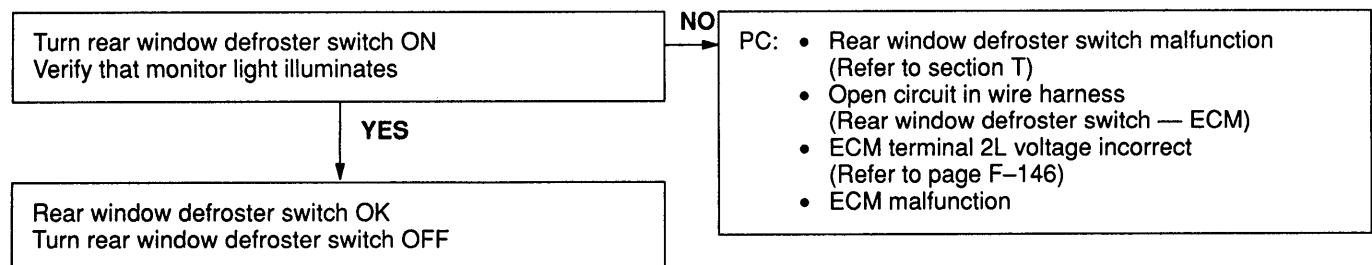 Turn rear window defroster switch ON
Verify that monitor light illuminates
NO
PC: • Rear window defroster switch malfunction
(Refer to section T)
• Open circuit in wire harness
(Rear window defroster switch — ECM)
• ECM terminal 2L voltage incorrect
(Refer to page F–146)
• ECM malfunction
YES
Rear window defroster switch OK
Turn rear window defroster switch OFF